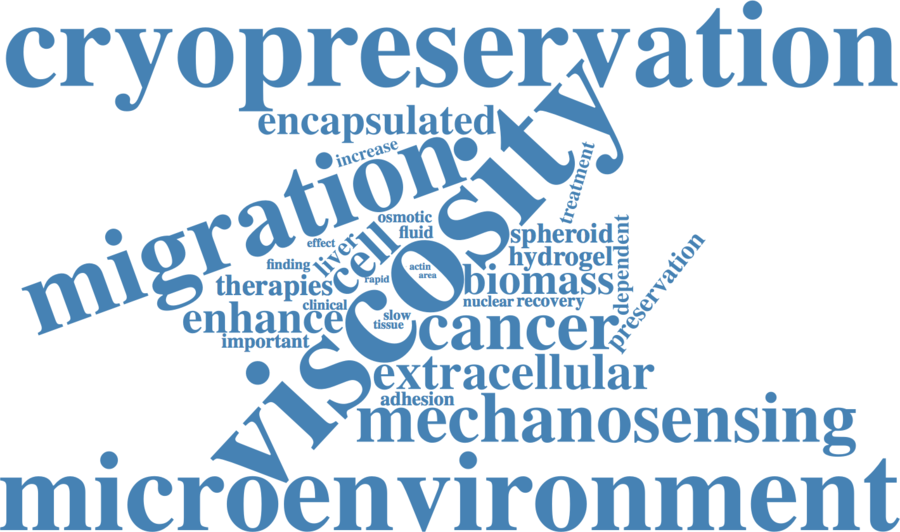 cryopreservation
encapsulated
increase
migration
viscosity
treatment
osmotic
fluid
effect
liver
cell
finding
rapid
actin
area
spheroid
hydrogel
dependent
biomass
preservation
therapies
clinical
nuclear
recovery
enhance
slow
tissue
cancer
important
extracellular
adhesion
mechanosensing
microenvironment